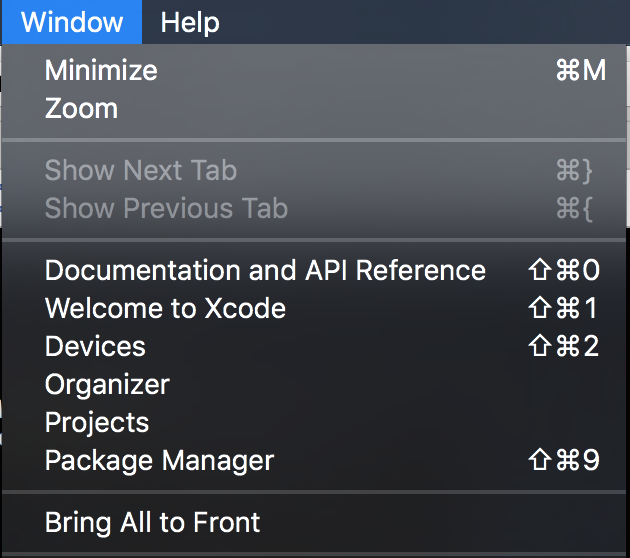 Window Help
Minimize ⌘M
Zoom
Show Next Tab ⌘}
Show Previous Tab ⌘{
Documentation and API Reference ⇧⌘0
Welcome to Xcode ⇧⌘1
Devices ⇧⌘2
Organizer
Projects
Package Manager ⇧⌘9
Bring All to Front